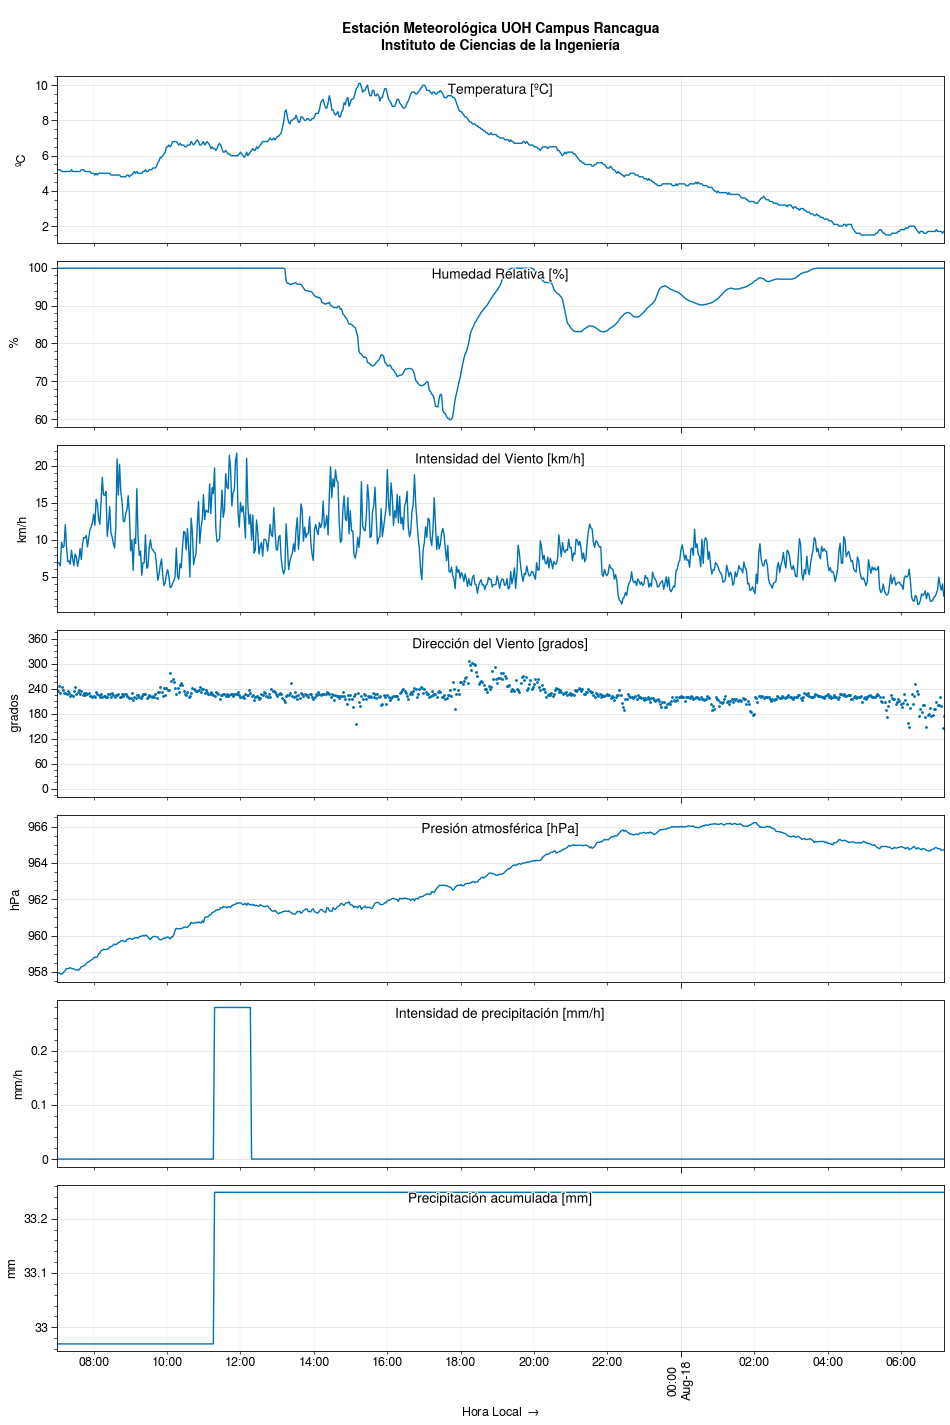 Estación Meteorológica UOH Campus Rancagua
Instituto de Ciencias de la Ingeniería
Temperatura [ºC]
ºC
10
8
6
4
2
Humedad Relativa [%]
%
100
90
80
70
60
Intensidad del Viento [km/h]
km/h
20
15
10
5
Dirección del Viento [grados]
grados
360
300
240
180
120
60
0
Presión atmosférica [hPa]
hPa
966
964
962
960
958
Intensidad de precipitación [mm/h]
mm/h
0.2
0.1
0
Precipitación acumulada [mm]
mm
33.2
33.1
33
08:00 10:00 12:00 14:00 16:00 18:00 20:00 22:00 00:00 02:00 04:00 06:00
Aug-18
Hora Local →